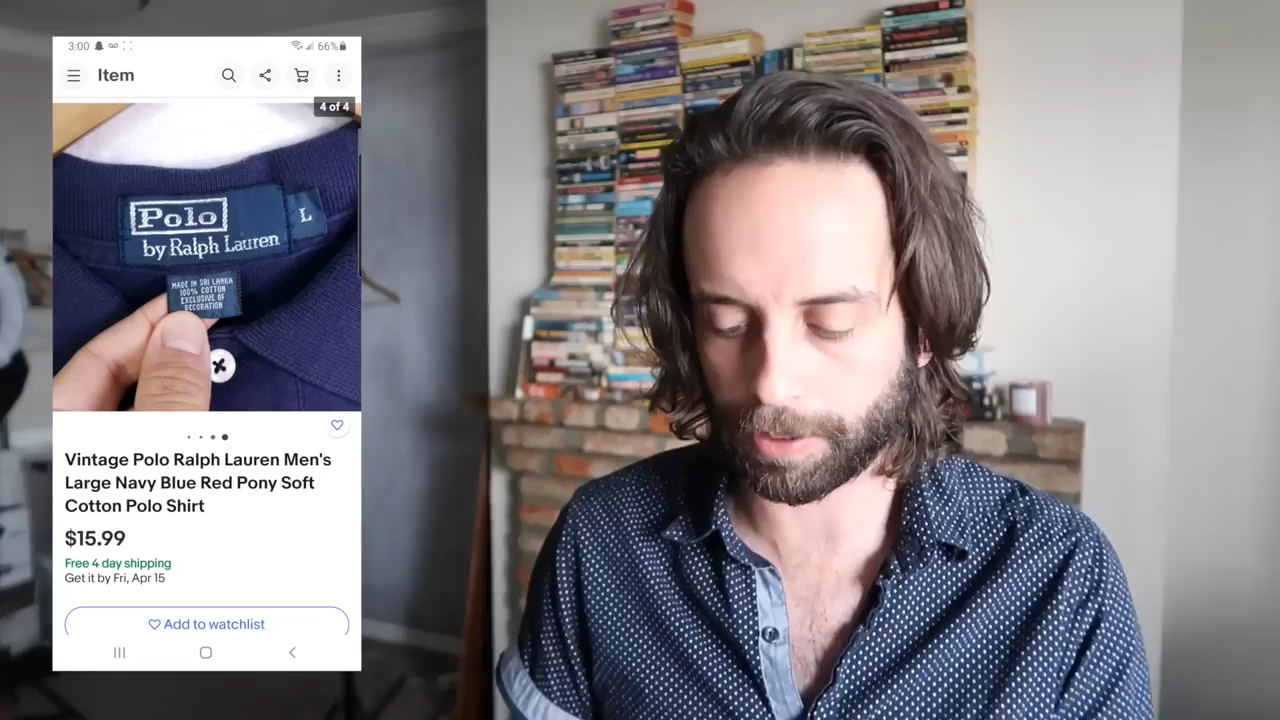 3:00
66%
Item
4 of 4
Polo
L
by Ralph Lauren
MADE IN SRI LANKA
100% COTTON
EXCLUSIVE OF
DECORATION
Vintage Polo Ralph Lauren Men's
Large Navy Blue Red Pony Soft
Cotton Polo Shirt
$15.99
Free 4 day shipping
Get it by Fri, Apr 15
Add to watchlist